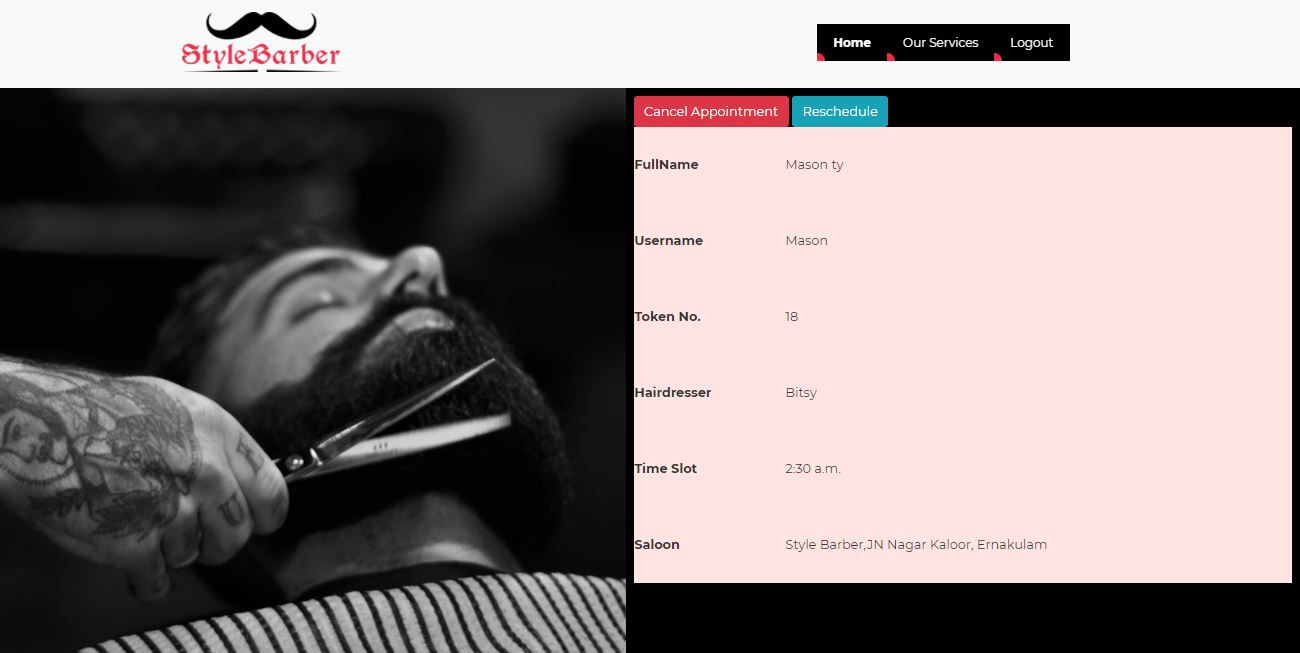 StyleBarber
Home Our Services Logout
Cancel Appointment Reschedule
FullName Mason ty
Username Mason
Token No. 18
Hairdresser Bitsy
Time Slot 2:30 a.m.
Saloon Style Barber,JN Nagar Kaloor, Ernakulam